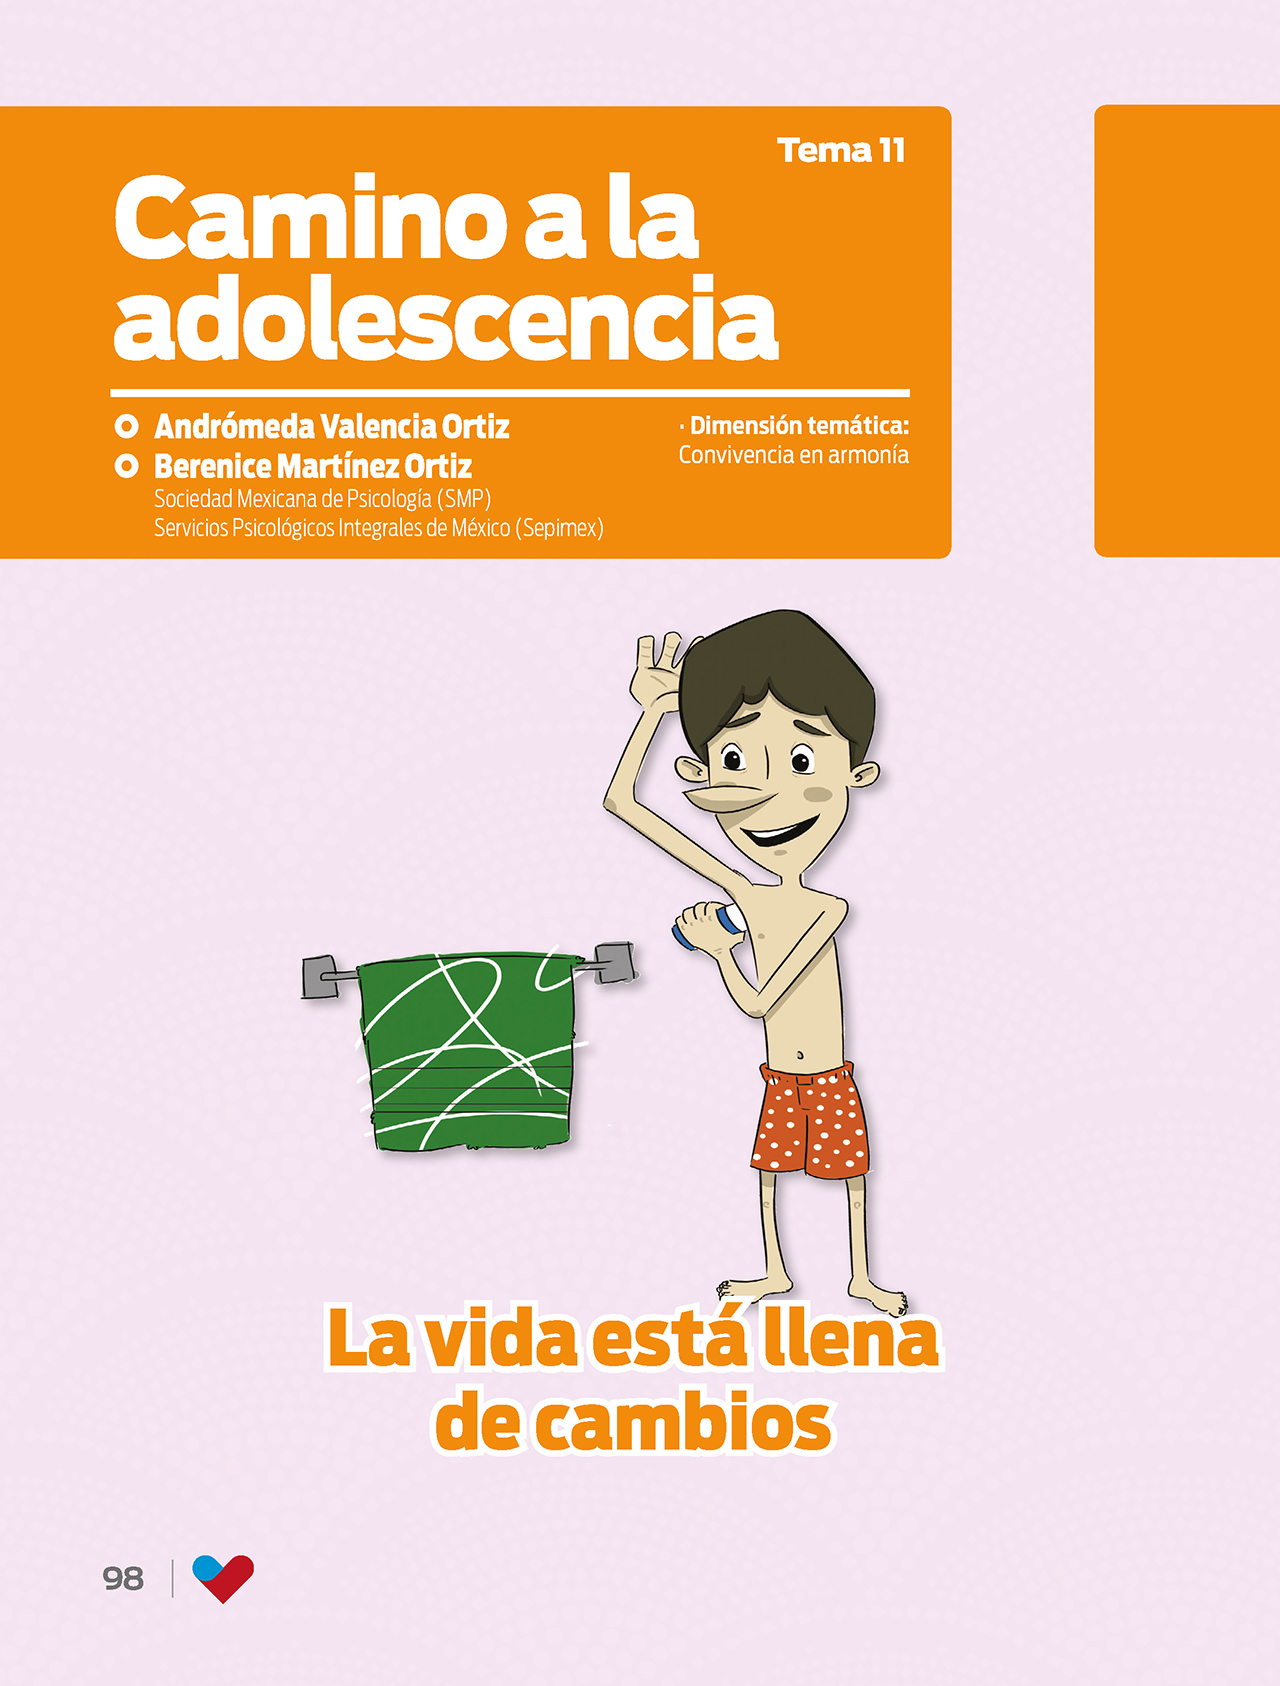 Tema 11
Camino a la
adolescencia
Andrómeda Valencia Ortiz
Berenice Martínez Ortiz
Sociedad Mexicana de Psicología (SMP)
Servicios Psicológicos Integrales de México (Sepimex)
· Dimensión temática:
Convivencia en armonía
La vida está llena
de cambios
98